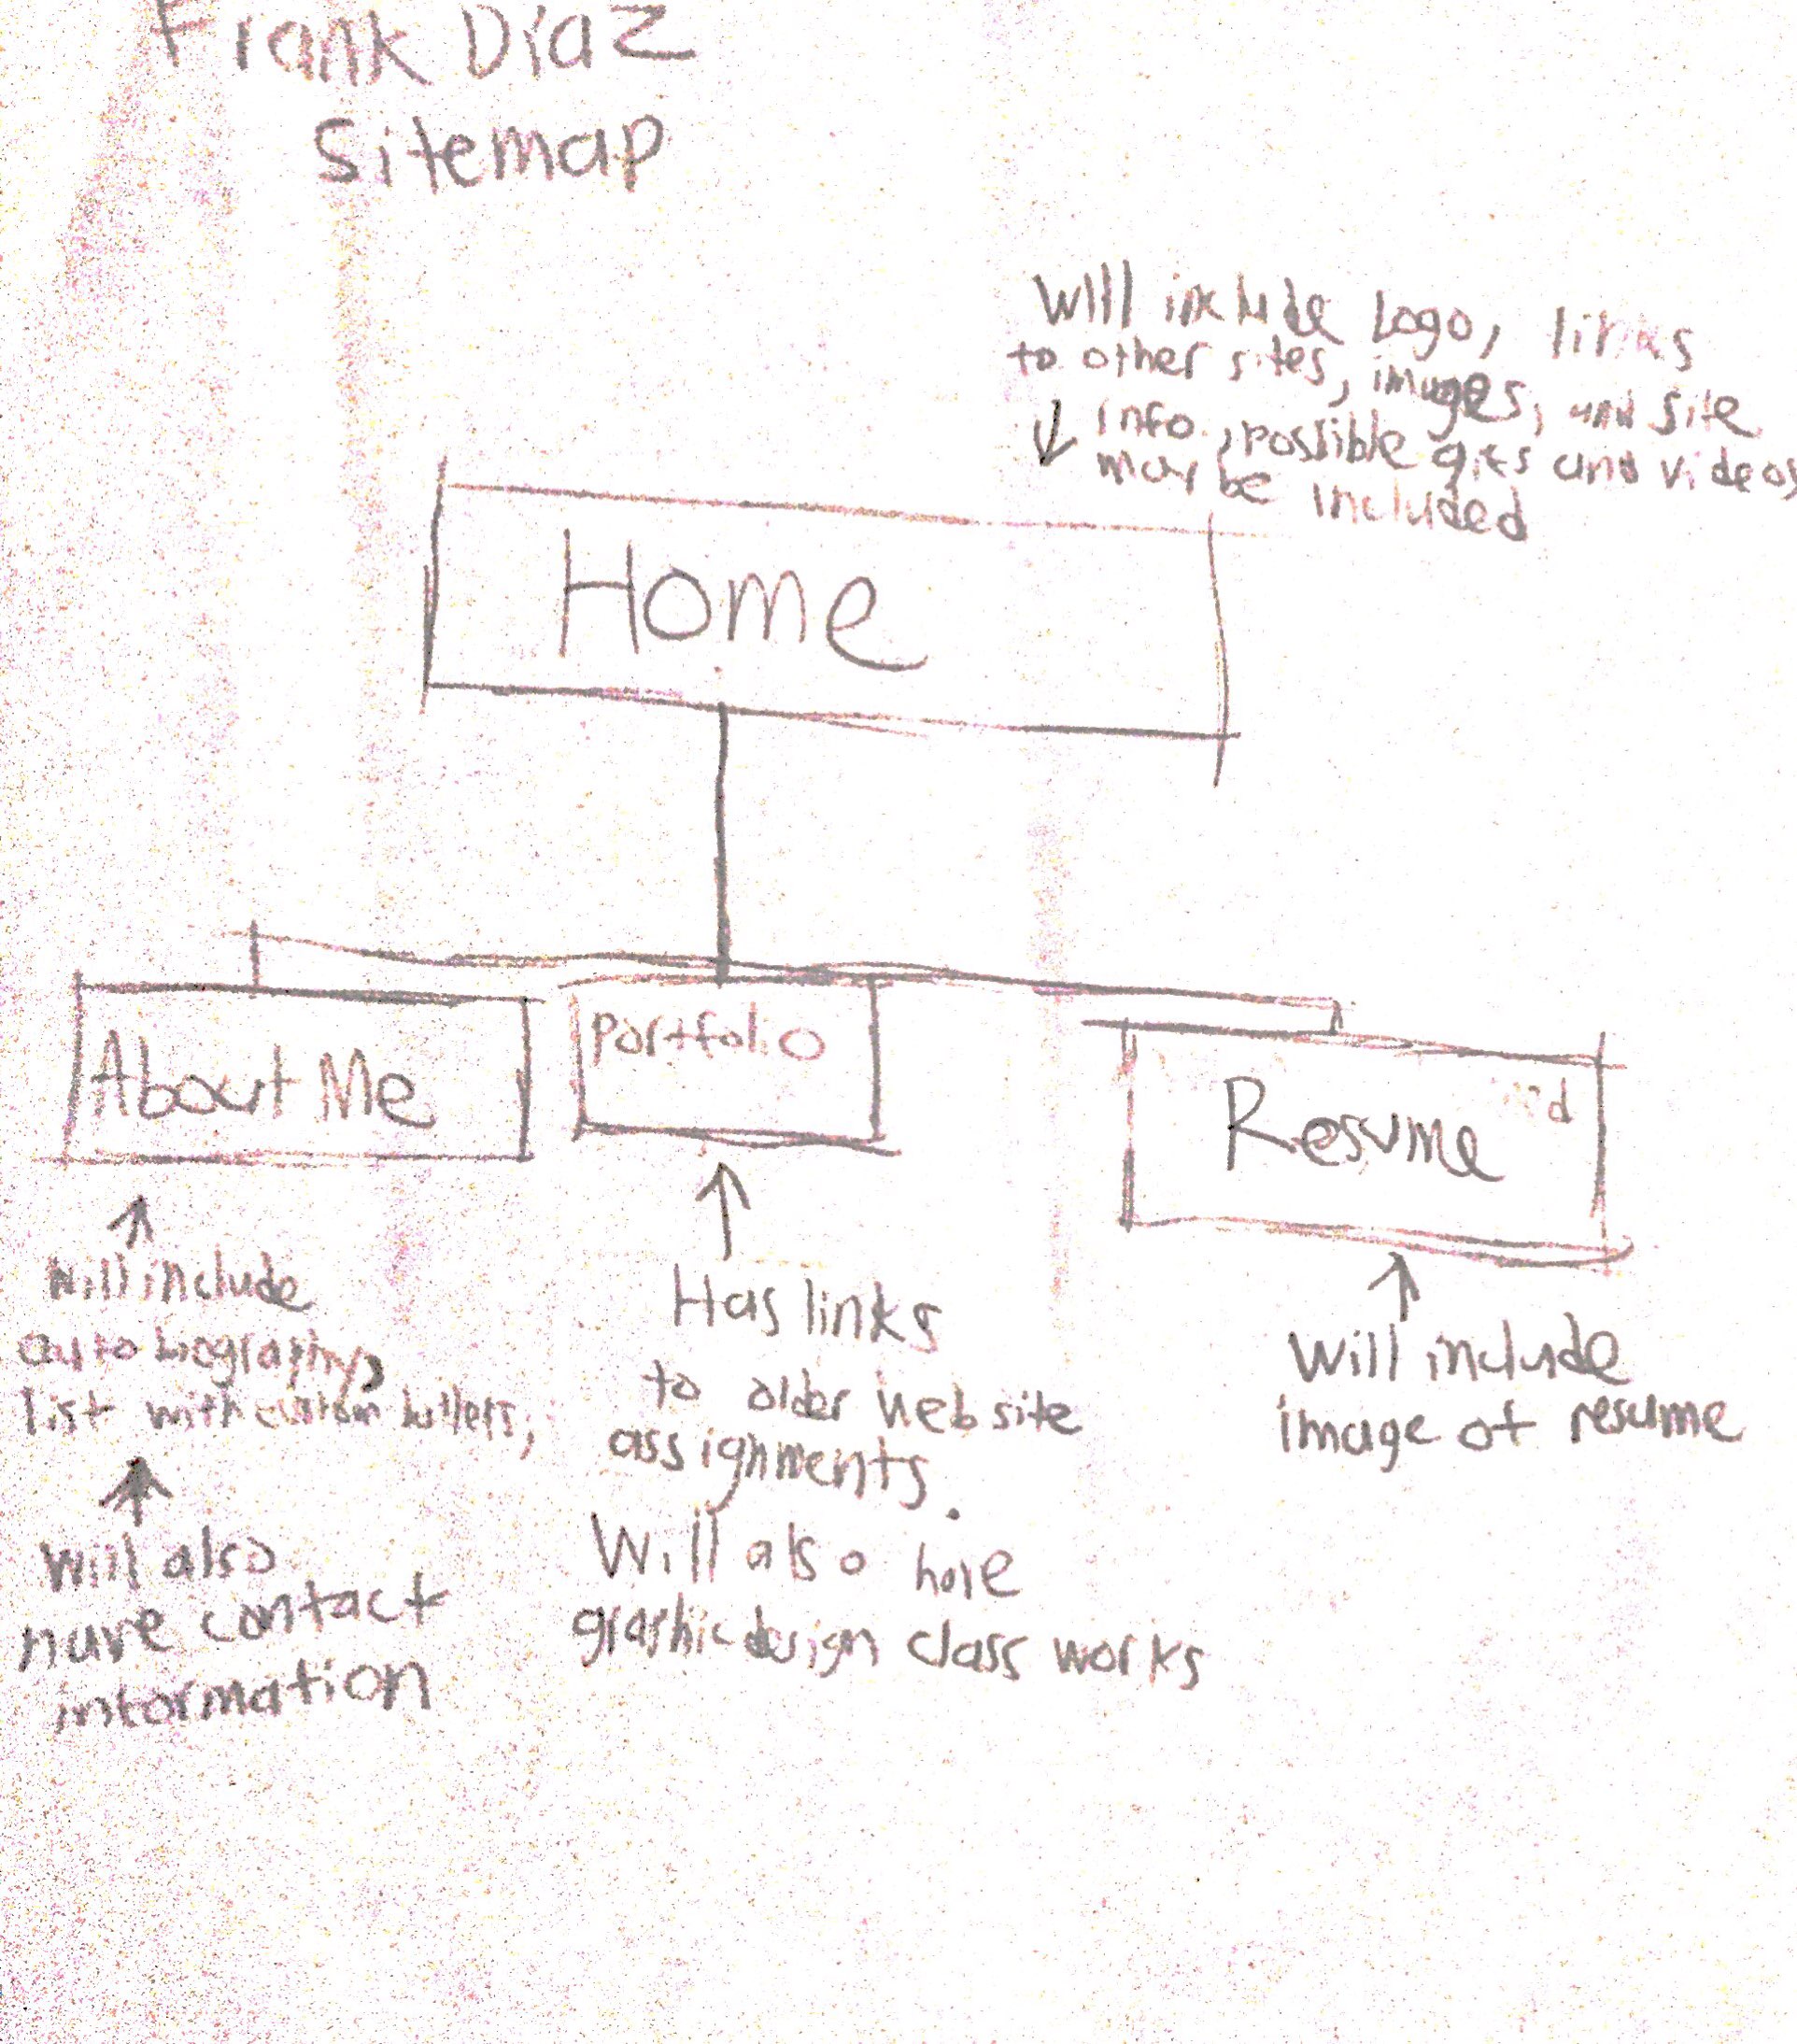 Frank Diaz
Sitemap
Will include Logo, links
to other sites, images, and site
info, possible gifs and videos
may be included
Home
About Me
Portfolio
Resume
Will include
autobiography,
list with custom bullets,
Will also
have contact
information
Has links
to older website
assignments.
Will also have
graphic design class works
Will include
image of resume